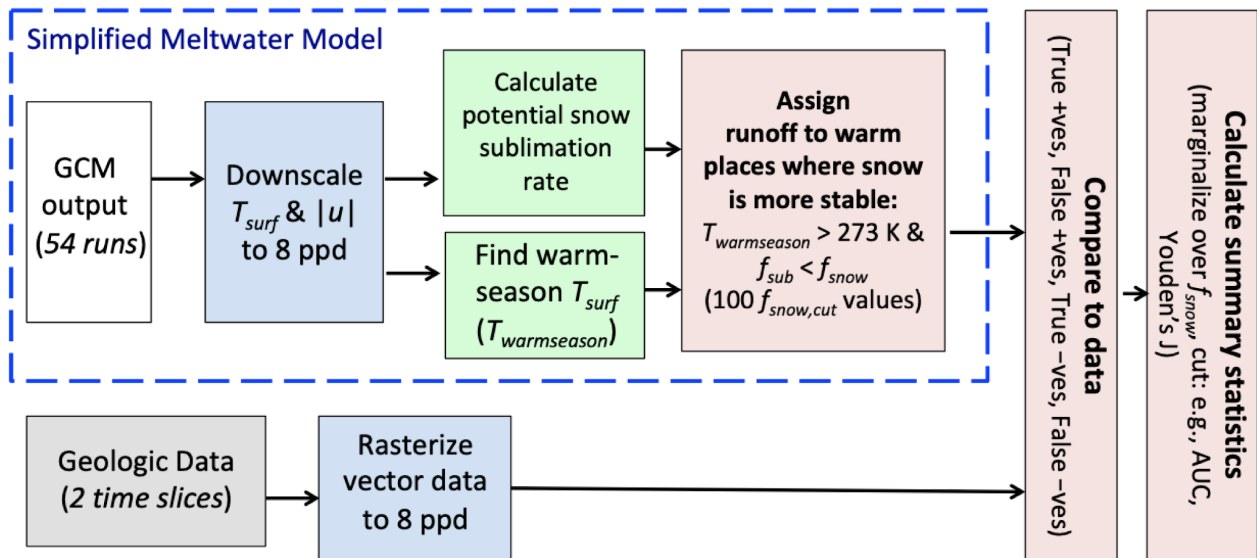 Simplified Meltwater Model
GCM
output
(54 runs)
Downscale
T_surf & |u|
to 8 ppd
Calculate
potential snow
sublimation
rate
Find warm-
season T_surf
(T_warmseason)
Assign
runoff to warm
places where snow
is more stable:
T_warmseason > 273 K &
f_sub < f_snow
(100 f_snow,cut values)
Geologic Data
(2 time slices)
Rasterize
vector data
to 8 ppd
Compare to data
(True +ves, False +ves, True –ves, False –ves)
Calculate summary statistics
(marginalize over f_snow, cut: e.g., AUC,
Youden’s J)